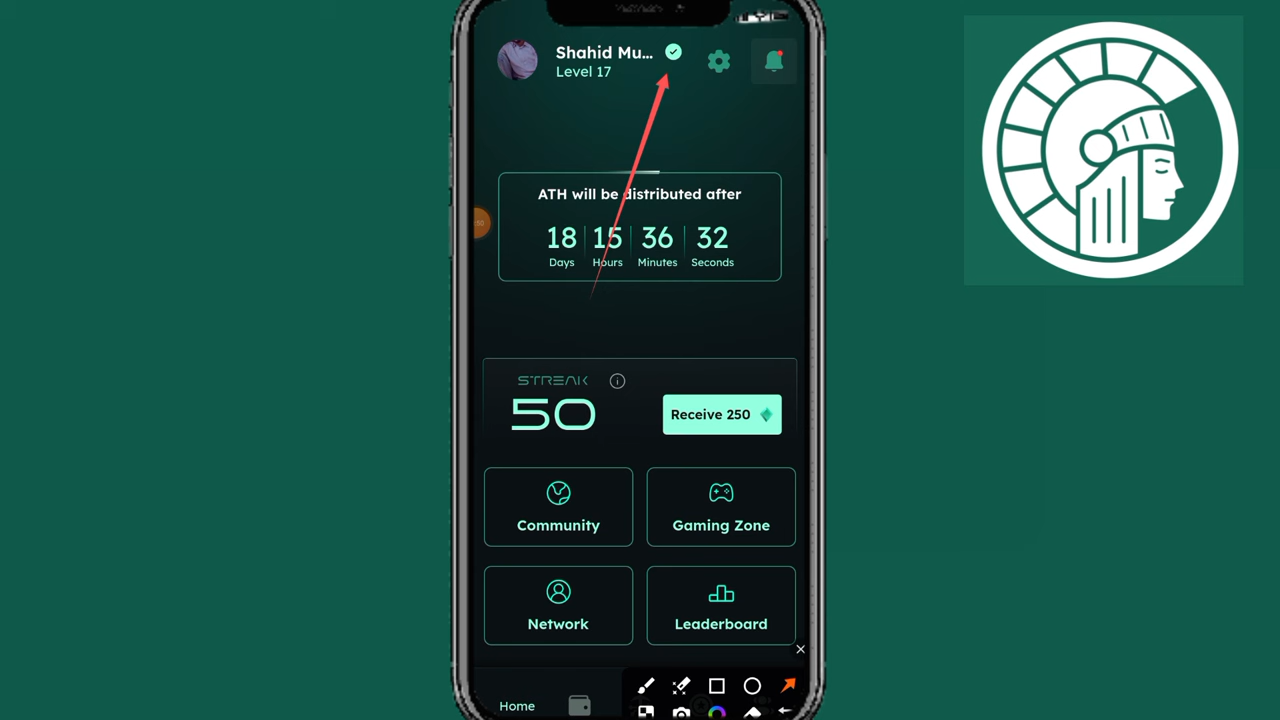 Shahid Mu...
Level 17
ATH will be distributed after
18 15 36 32
Days Hours Minutes Seconds
STREAK
50
Receive 250
Community
Gaming Zone
Network
Leaderboard
Home